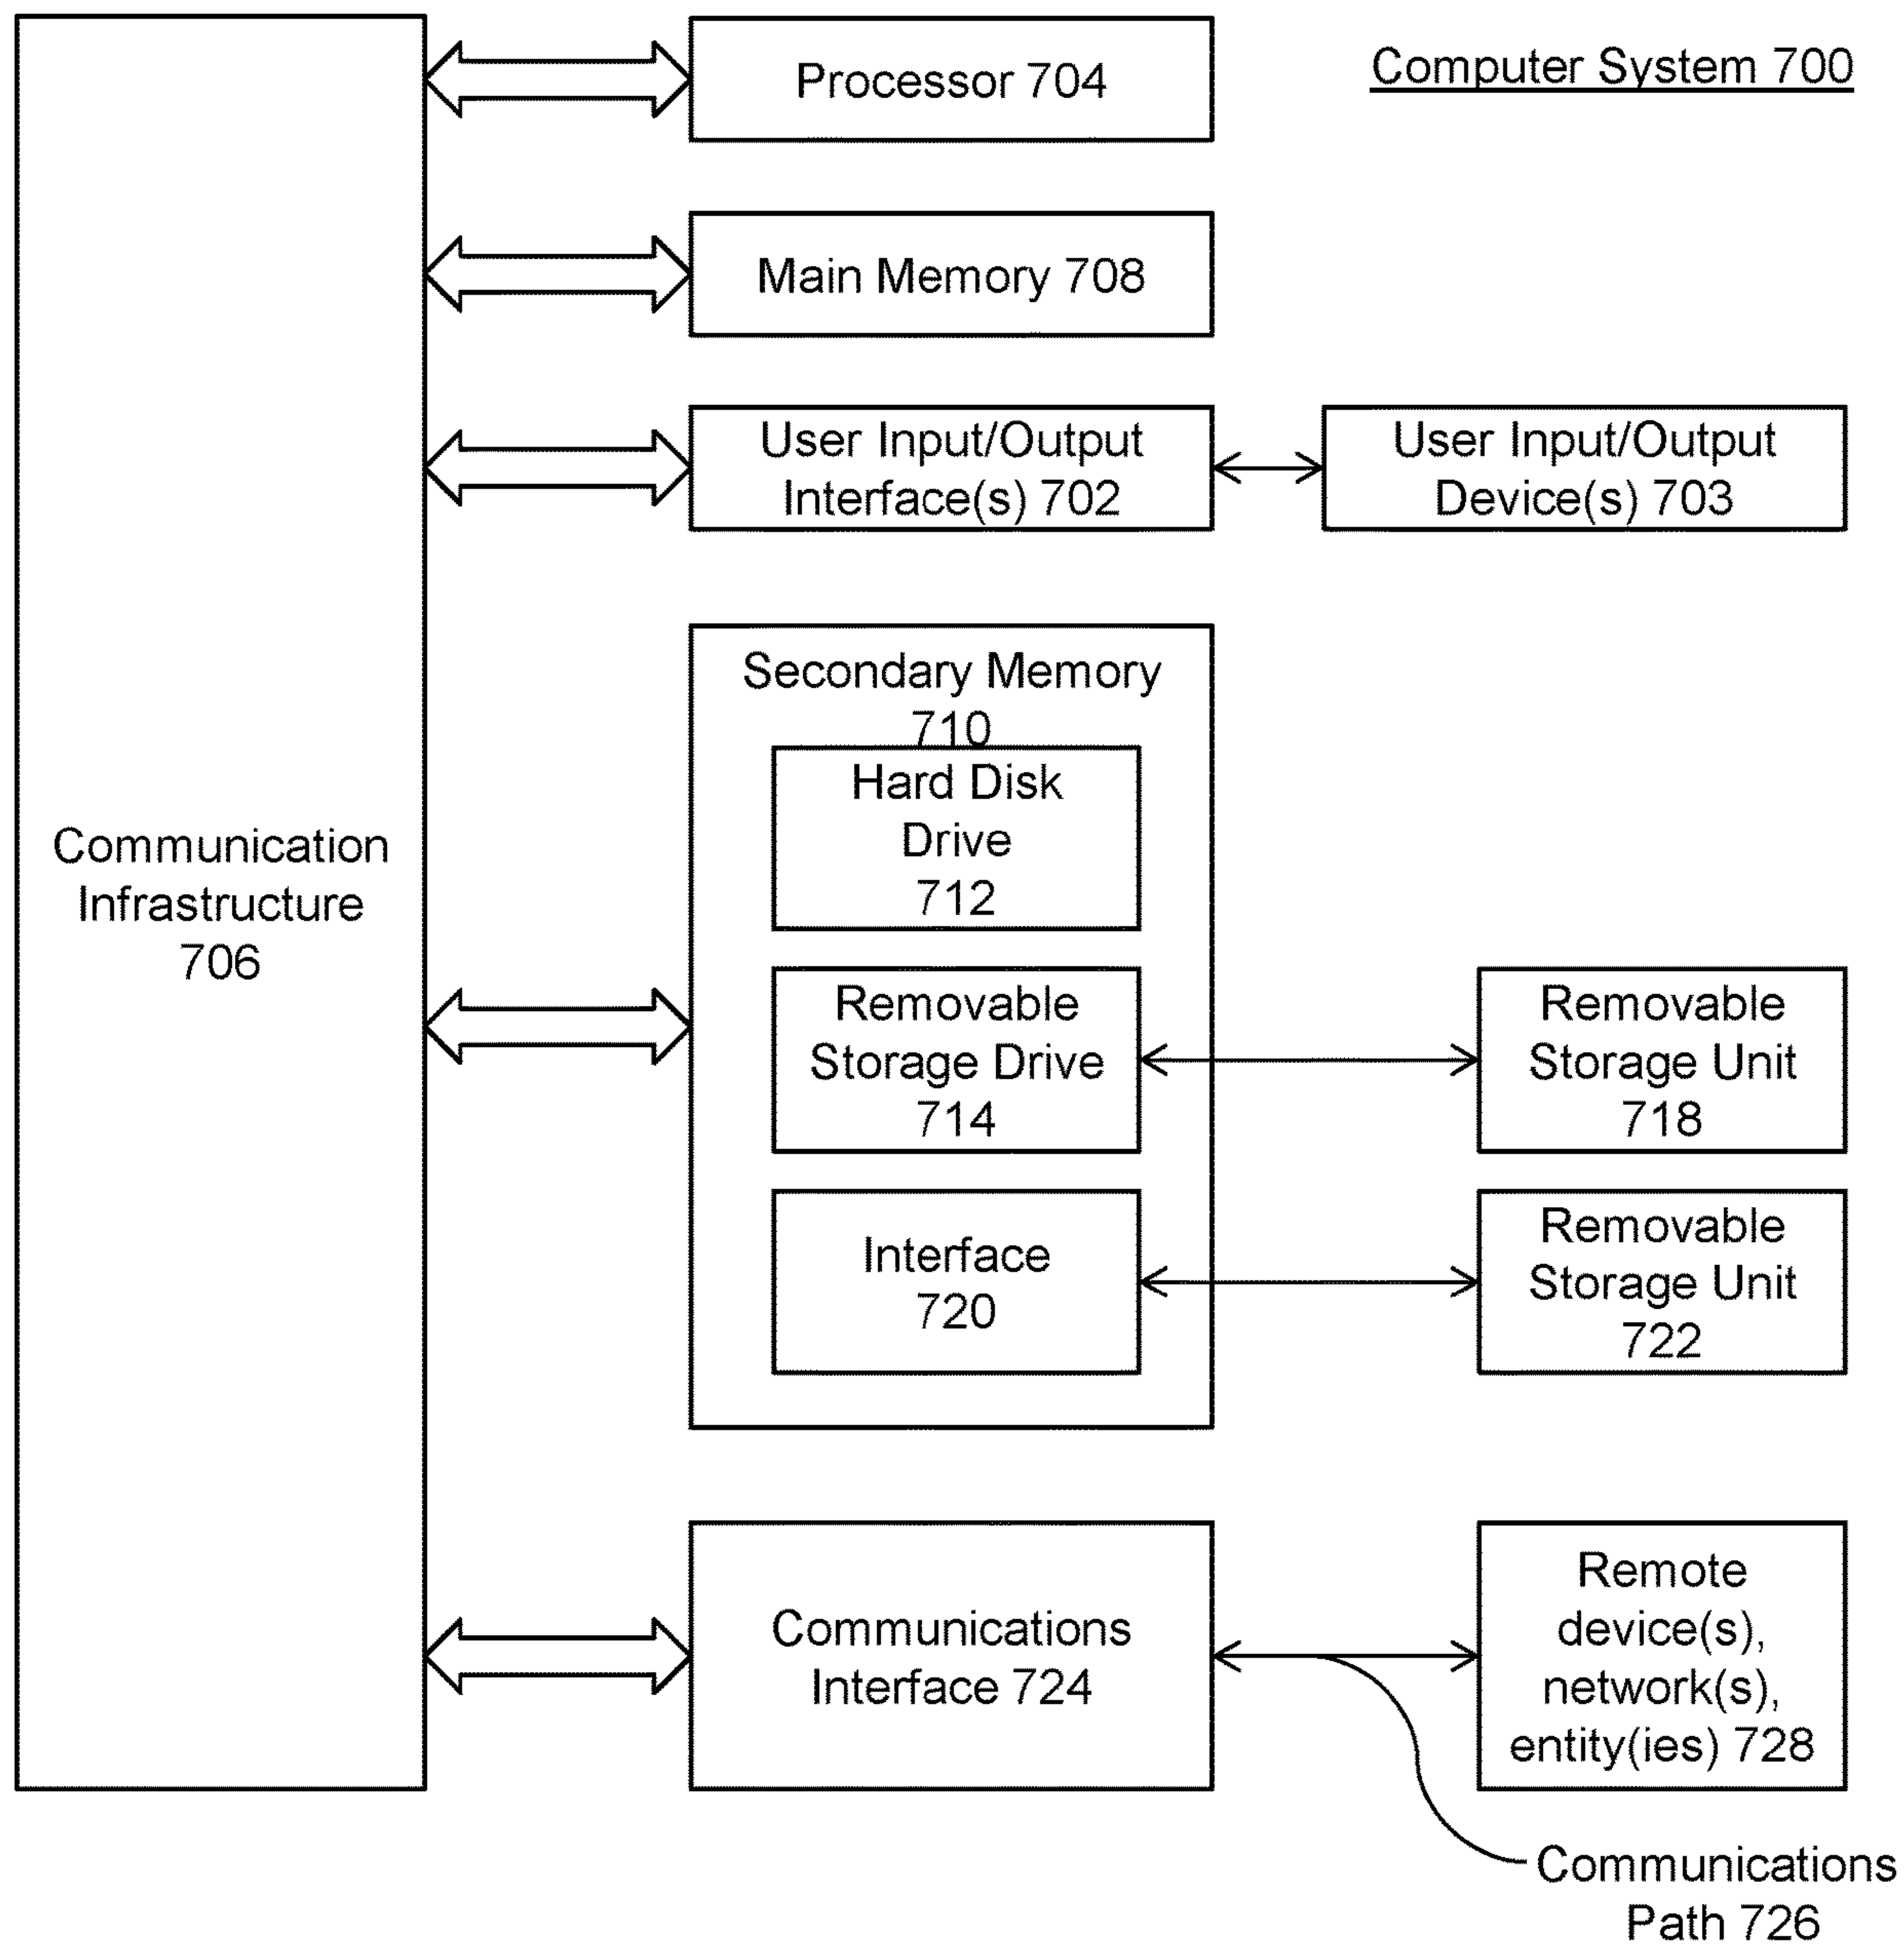 Computer System 700
Processor 704
Main Memory 708
User Input/Output
Interface(s) 702
User Input/Output
Device(s) 703
Secondary Memory
710
Hard Disk
Drive
712
Communication
Infrastructure
706
Removable
Storage Drive
714
Removable
Storage Unit
718
Interface
720
Removable
Storage Unit
722
Communications
Interface 724
Remote
device(s),
network(s),
entity(ies) 728
Communications
Path 726